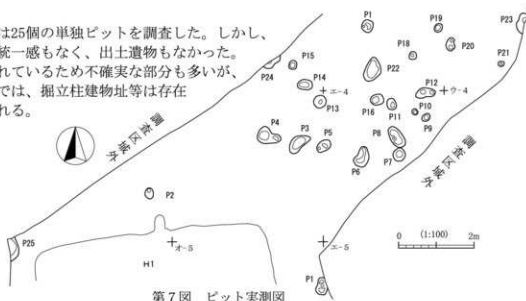 は25個の単独ピットを調査した。しかし、
統一感もなく、出土遺物もなかった。
れているため不確実な部分も多いが、
では、掘立柱建物址等は存在
れる。
P1
P19
P23
P20
P18
P21
P15
P24
P14
P22
エ-4
P12
ウ-4
P13
P16
P11
P10
P9
P4
P3
P5
P8
P6
P7
調査区域外
調査区域外
P2
P25
オ-5
エ-5
H1
P1
0 (1:100) 2m
第7図 ピット実測図